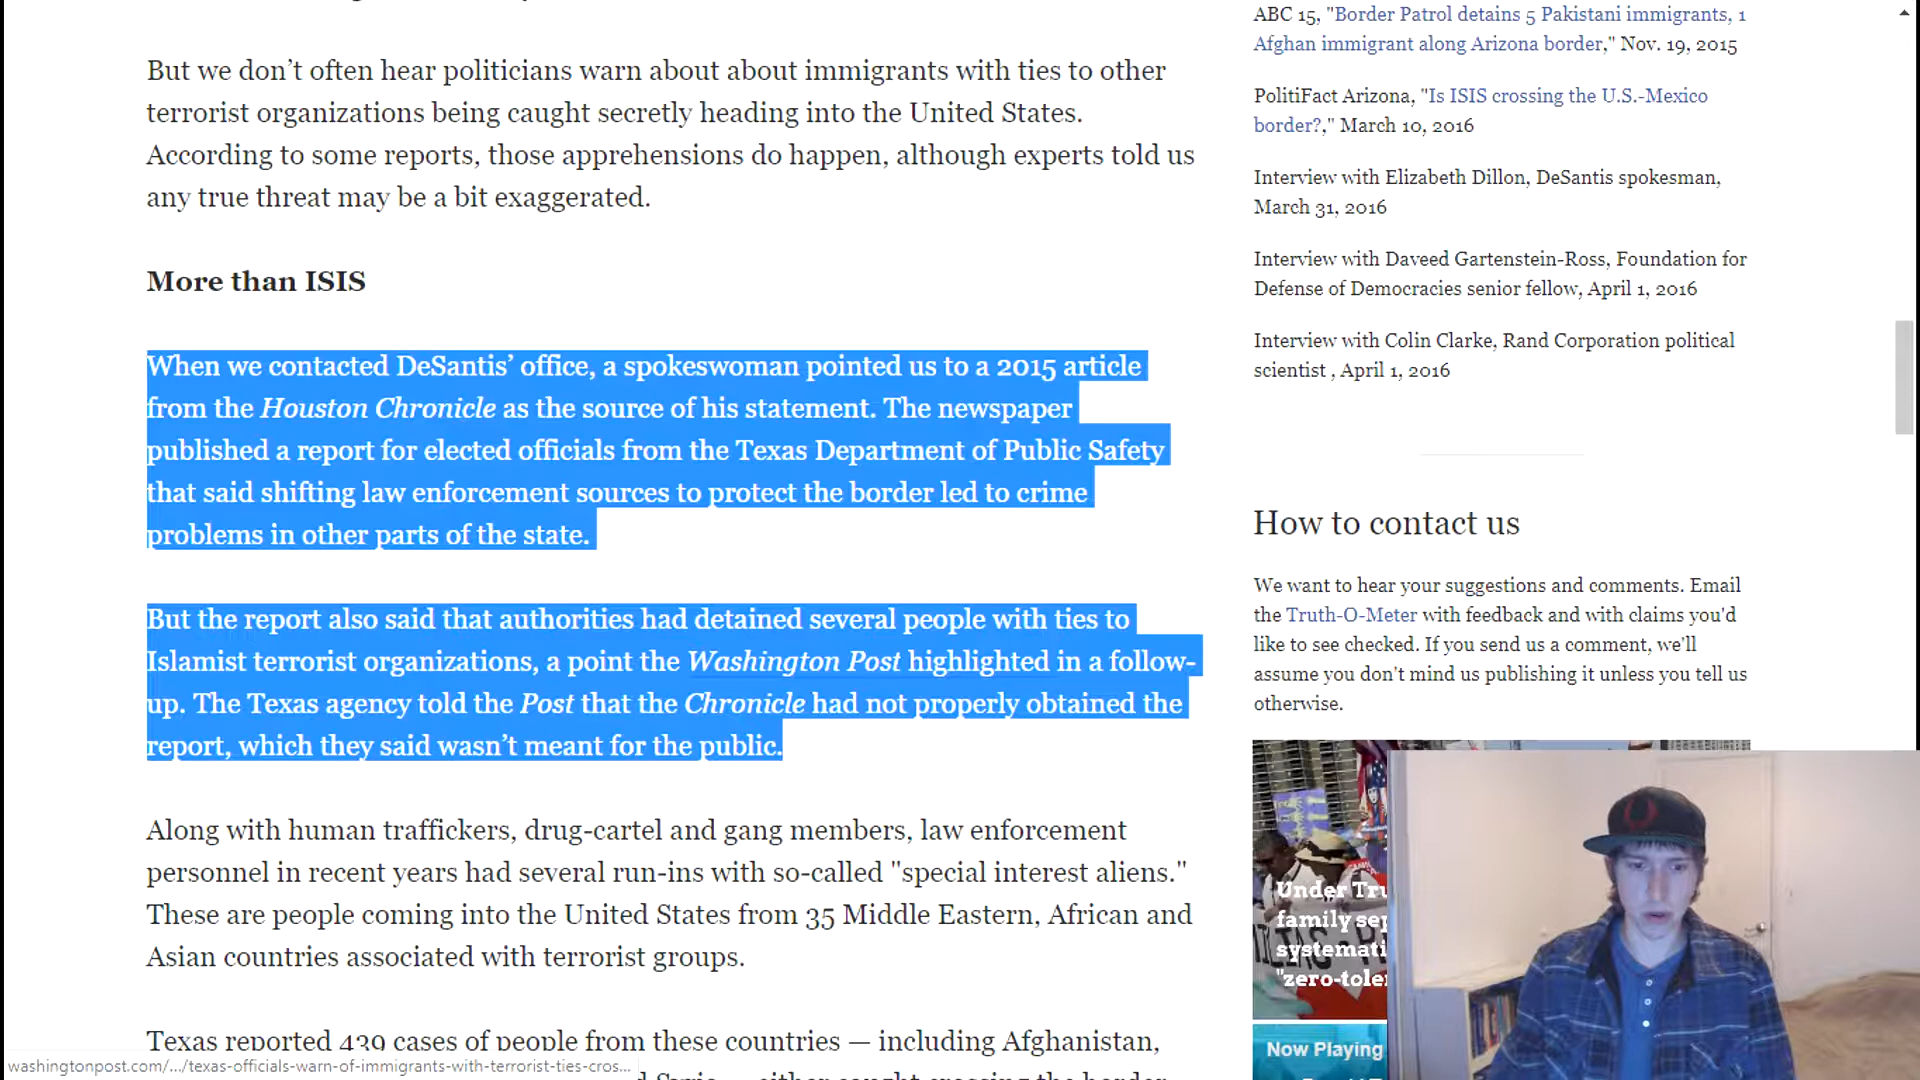 But we don’t often hear politicians warn about about immigrants with ties to other
terrorist organizations being caught secretly heading into the United States.
According to some reports, those apprehensions do happen, although experts told us
any true threat may be a bit exaggerated.
More than ISIS
When we contacted DeSantis’ office, a spokeswoman pointed us to a 2015 article
from the Houston Chronicle as the source of his statement. The newspaper
published a report for elected officials from the Texas Department of Public Safety
that said shifting law enforcement sources to protect the border led to crime
problems in other parts of the state.
But the report also said that authorities had detained several people with ties to
Islamist terrorist organizations, a point the Washington Post highlighted in a follow-
up. The Texas agency told the Post that the Chronicle had not properly obtained the
report, which they said wasn’t meant for the public.
Along with human traffickers, drug-cartel and gang members, law enforcement
personnel in recent years had several run-ins with so-called "special interest aliens."
These are people coming into the United States from 35 Middle Eastern, African and
Asian countries associated with terrorist groups.
Texas reported 439 cases of people from these countries — including Afghanistan,
washingtonpost.com/.../texas-officials-warn-of-immigrants-with-terrorist-ties-cros...
ABC 15, "Border Patrol detains 5 Pakistani immigrants, 1
Afghan immigrant along Arizona border," Nov. 19, 2015
PolitiFact Arizona, "Is ISIS crossing the U.S.-Mexico
border?," March 10, 2016
Interview with Elizabeth Dillon, DeSantis spokesman,
March 31, 2016
Interview with Daveed Gartenstein-Ross, Foundation for
Defense of Democracies senior fellow, April 1, 2016
Interview with Colin Clarke, Rand Corporation political
scientist , April 1, 2016
How to contact us
We want to hear your suggestions and comments. Email
the Truth-O-Meter with feedback and with claims you'd
like to see checked. If you send us a comment, we'll
assume you don't mind us publishing it unless you tell us
otherwise.
Under Tru
family sep
systemati
"zero-tole
Now Playing